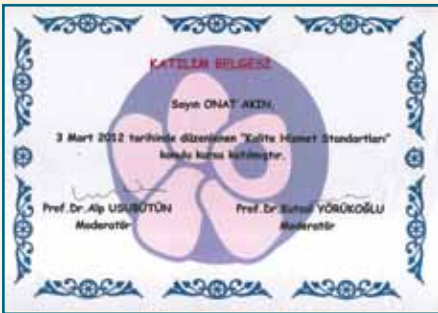 KATILIM BELGESİ
Sayın ONAT AKIN,
3 Mart 2012 tarihinde düzenlenen "Kalite Hizmet Standartları"
konulu kursa katılmıştır.
Prof.Dr.Alp USUBÜTÜN Prof.Dr. YÖRÜKOĞLU
Moderatör Moderatör